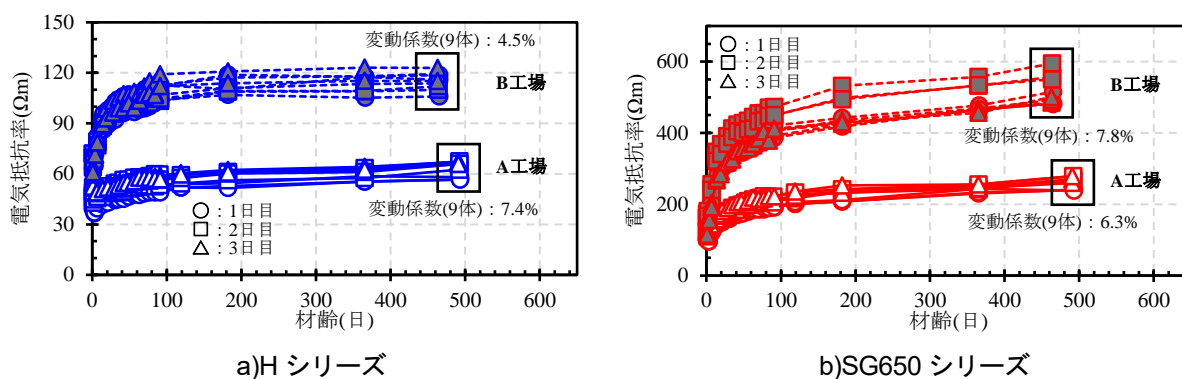 150
120
90
60
30
0
電気抵抗率(Ωm)
変動係数(9体)：4.5%
B工場
A工場
変動係数(9体)：7.4%
：1日目
：2日目
：3日目
0 100 200 300 400 500 600
材齢(日)
a)H シリーズ
600
400
200
0
電気抵抗率(Ωm)
：1日目
：2日目
：3日目
B工場
変動係数(9体)：7.8%
A工場
変動係数(9体)：6.3%
0 100 200 300 400 500 600
材齢(日)
b)SG650 シリーズ